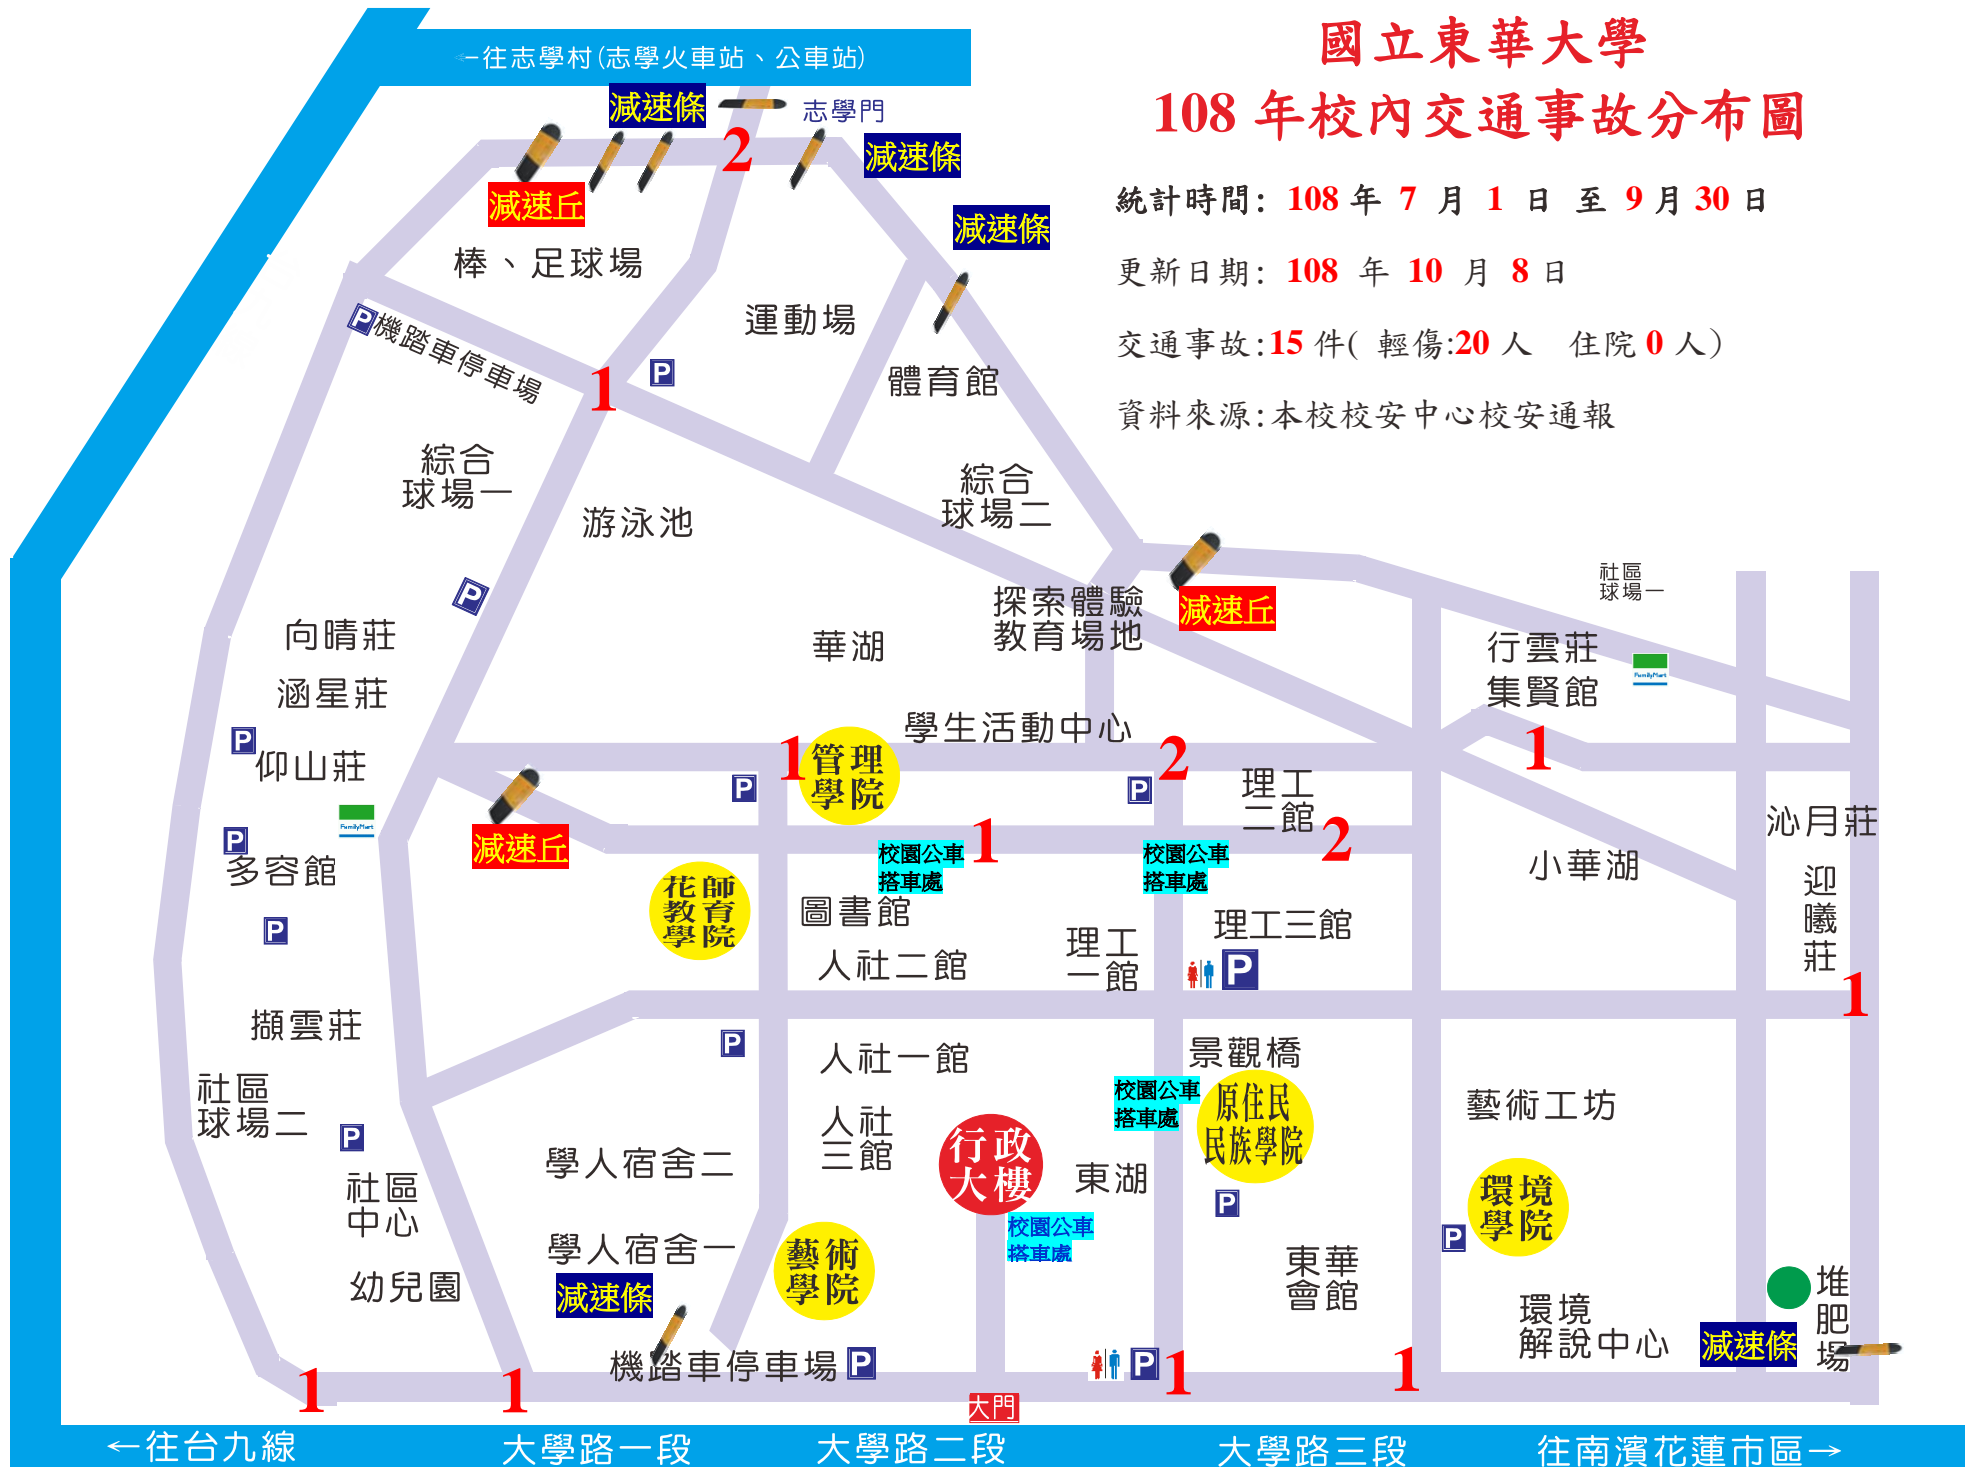 國立東華大學
108 年校內交通事故分布圖
統計時間: 108 年 7 月 1 日 至 9 月 30 日
更新日期: 108 年 10 月 8 日
交通事故:15 件( 輕傷:20 人 住院 0 人)
資料來源:本校校安中心校安通報
←往志學村(志學火車站、公車站)
減速條
志學門
2
減速條
減速丘
減速條
棒、足球場
運動場
P
機踏車停車場
1
P
體育館
綜合
球場一
游泳池
綜合
球場二
P
減速丘
探索體驗
教育場地
社區
球場一
向晴莊
涵星莊
華湖
行雲莊
集賢館
FamilyMart
P
仰山莊
學生活動中心
1
管理
學院
2
1
P
P
理工
二館
FamilyMart
P
多容館
減速丘
1
2
沁月莊
小華湖
迎
曦
莊
校園公車
搭車處
校園公車
搭車處
花師
教育
學院
圖書館
P
人社二館
理工
一館
理工三館
P
1
擷雲莊
P
人社一館
景觀橋
社區
球場二
P
人社
三館
校園公車
搭車處
原住民
民族學院
藝術工坊
學人宿舍二
行政
大樓
東湖
社區
中心
P
環境
學院
P
校園公車
搭車處
學人宿舍一
藝術
學院
東華
會館
幼兒園
減速條
環境
解說中心
堆
肥
場
減速條
機踏車停車場
P
P
1
1
1
1
大門
←往台九線
大學路一段
大學路二段
大學路三段
往南濱花蓮市區→